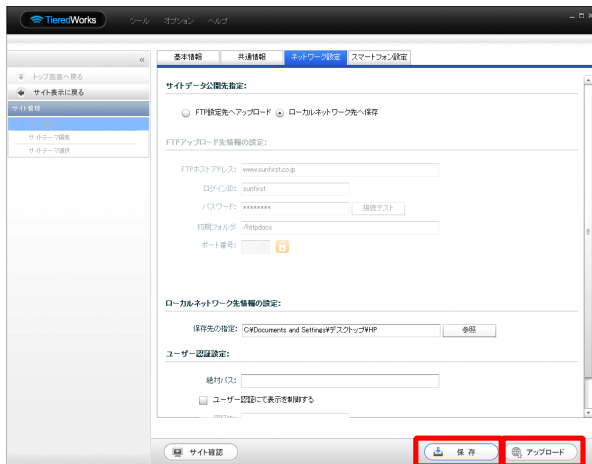 TieredWorks ツール オプション ヘルプ
«
基本情報 共通情報 ネットワーク設定 スマートフォン設定
トップ画面へ戻る
サイト表示に戻る
サイト管理
サイトテーマ編集
サイトテーマ選択
サイトデータ公開先指定:
FTP設定先へアップロード ローカルネットワーク先へ保存
FTPアップロード先情報の設定:
FTPホストアドレス: www.sunfirst.co.jp
ログインID: sunfirst
パスワード: ******** 接続テスト
初期フォルダ: /httpdocs
ポート番号:
ローカルネットワーク先情報の設定:
保存先の指定: C:¥Documents and Settings¥デスクトップ¥HP 参照
ユーザー認証設定:
絶対パス:
ユーザー認証にて表示を制御する
サイト確認 保 存 アップロード